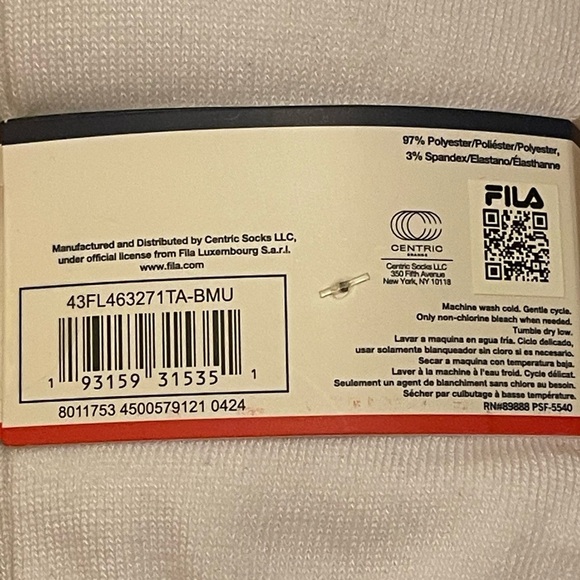 97% Polyester/Poliéster/Polyester,
3% Spandex/Elastano/Élasthanne
FILA
CENTRIC
BRANDS
Centric Socks LLC
350 Fifth Avenue
New York, NY 10118
Manufactured and Distributed by Centric Socks LLC,
under official license from Fila Luxembourg S.a.r.l.
www.fila.com
43FL463271TA-BMU
1 93159 31535 1
8011753 4500579121 0424
Machine wash cold. Gentle cycle.
Only non-chlorine bleach when needed.
Tumble dry low.
Lavar a maquina en agua fria. Ciclo delicado,
usar solamente blanqueador sin cloro si es necesario.
Secar a maquina con temperatura baja.
Laver à la machine à l'eau froid. Cycle délicat.
Seulement un agent de blanchiment sans chlore au besoin.
Sécher par culbutage à basse température.
RN#89888 PSF-5540